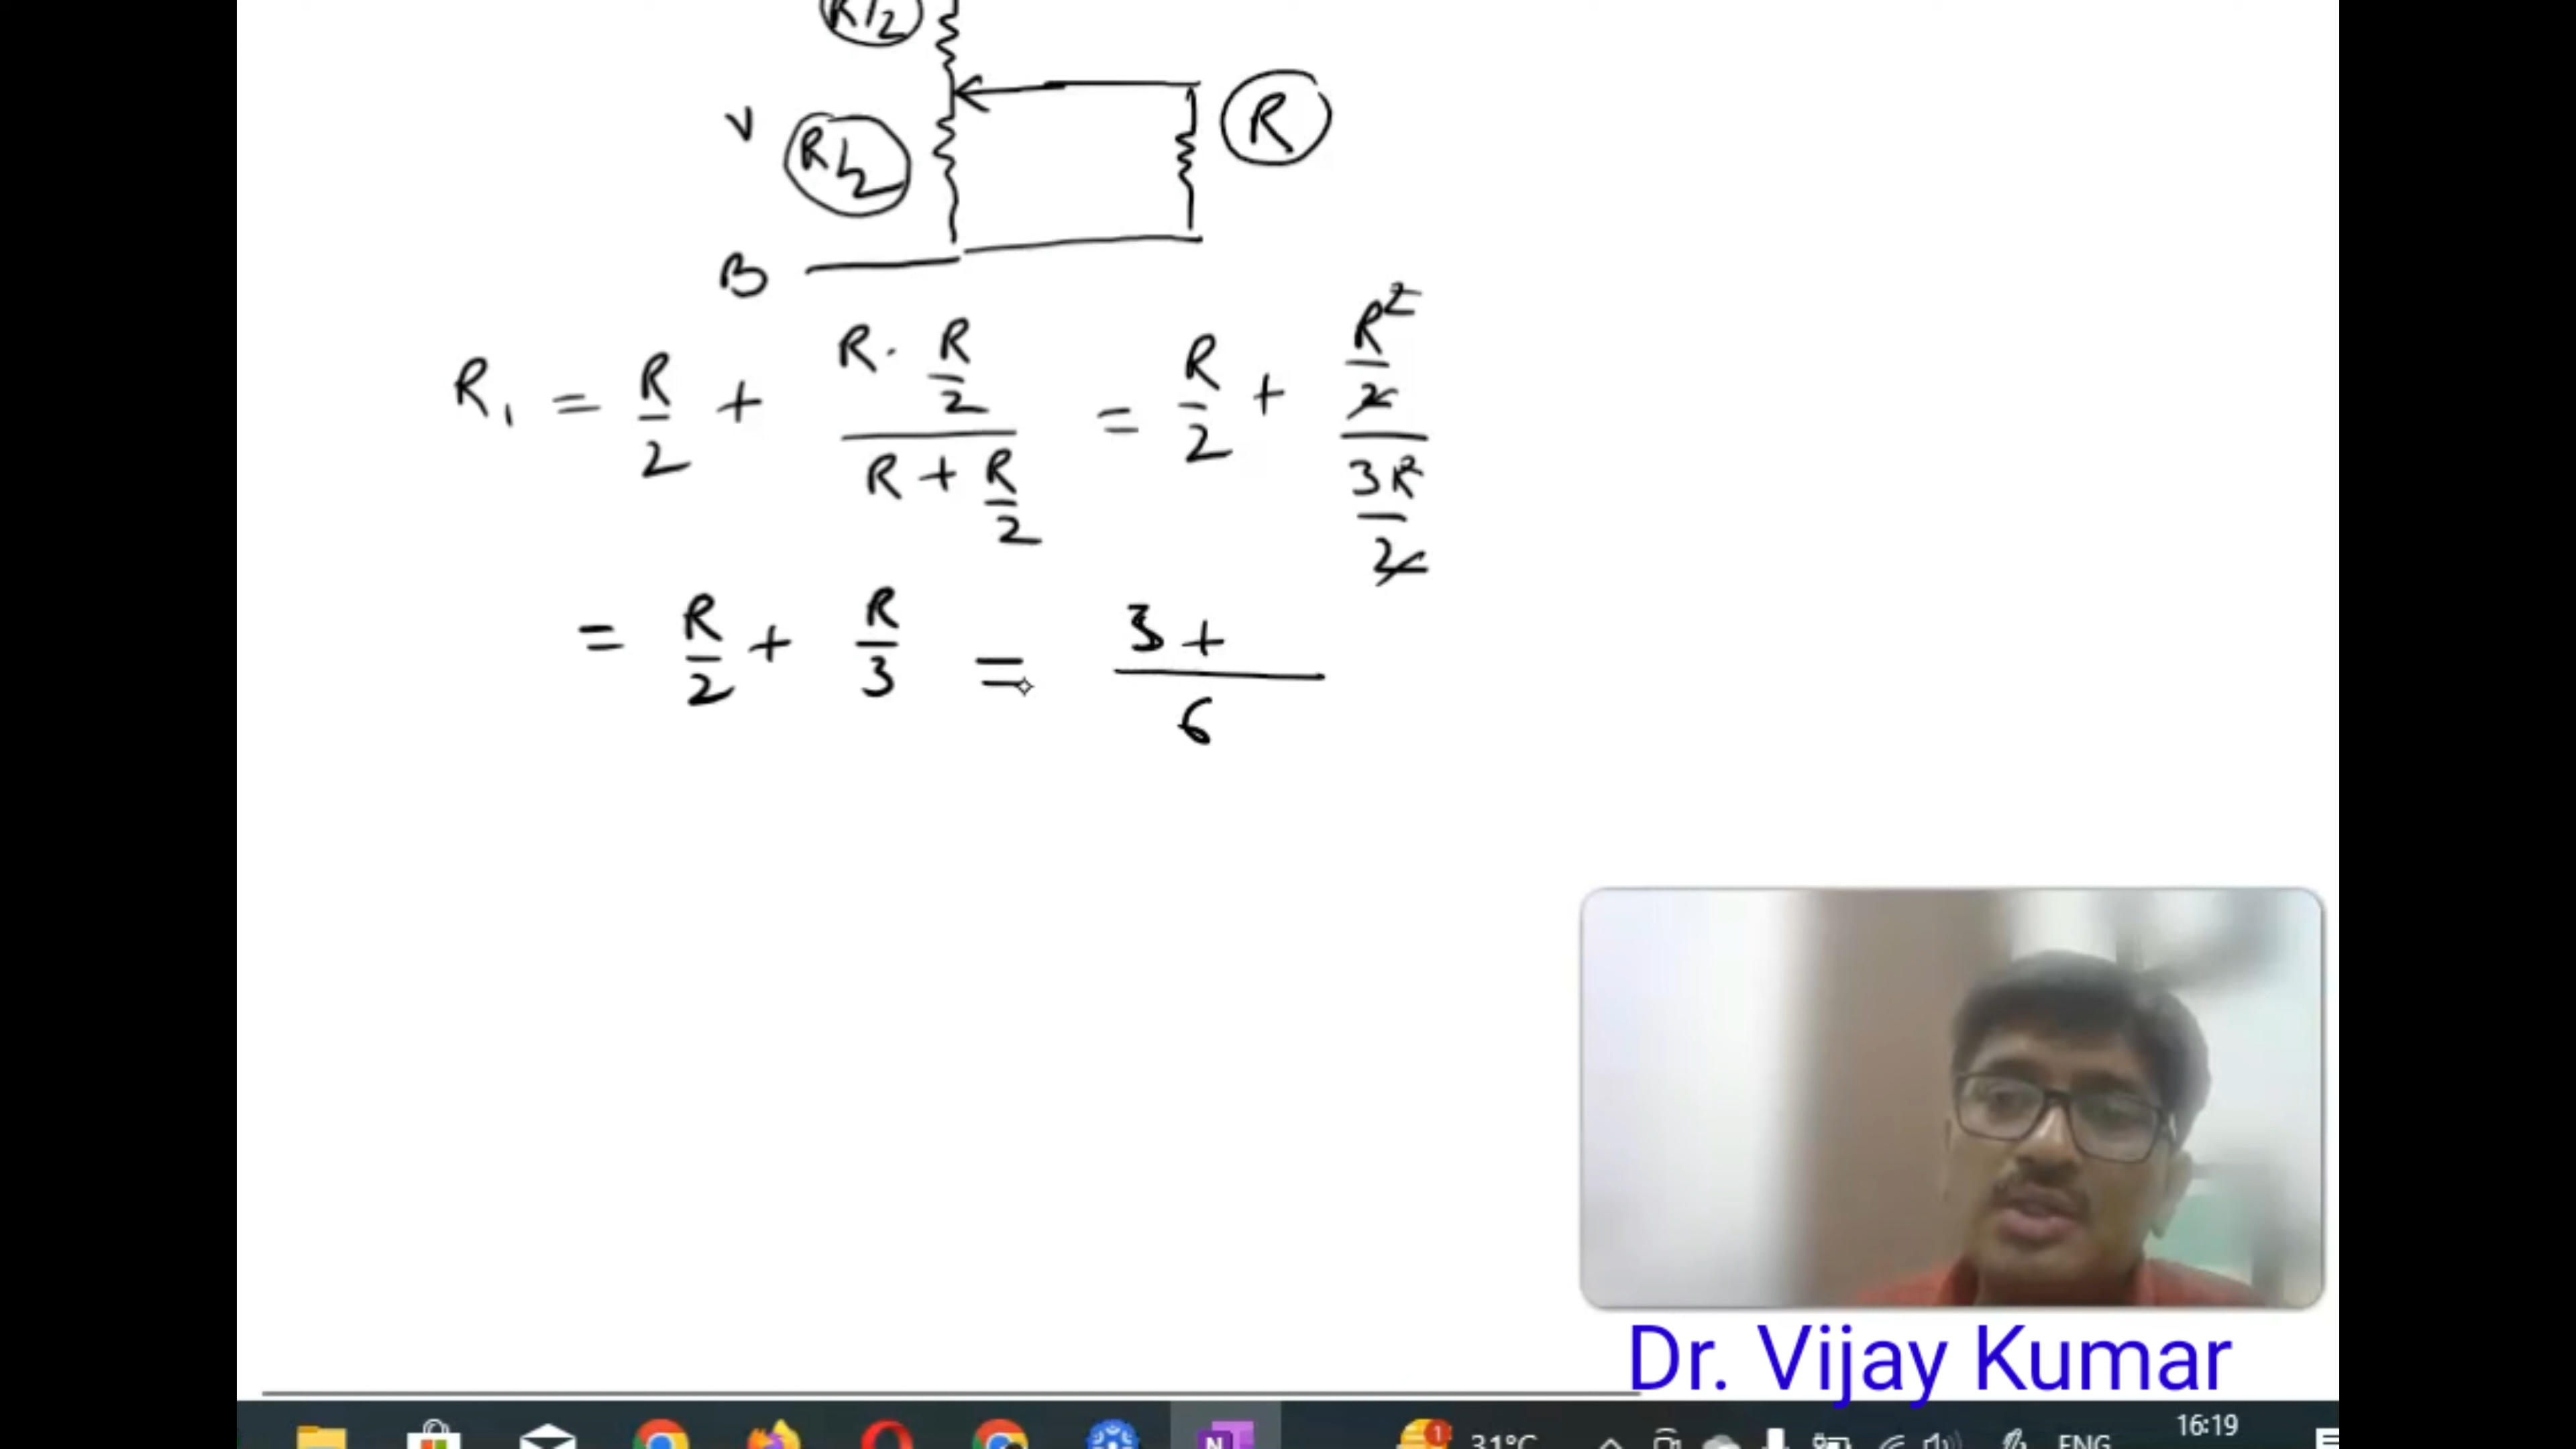 R/2
V
R/2
R
B
R₁ = R/2 + (R · R/2)/(R + R/2) = R/2 + (R²/2)/(3R/2)
= R/2 + R/3 = (3 +)/6
Dr. Vijay Kumar
1
31°C
ENG
16:19